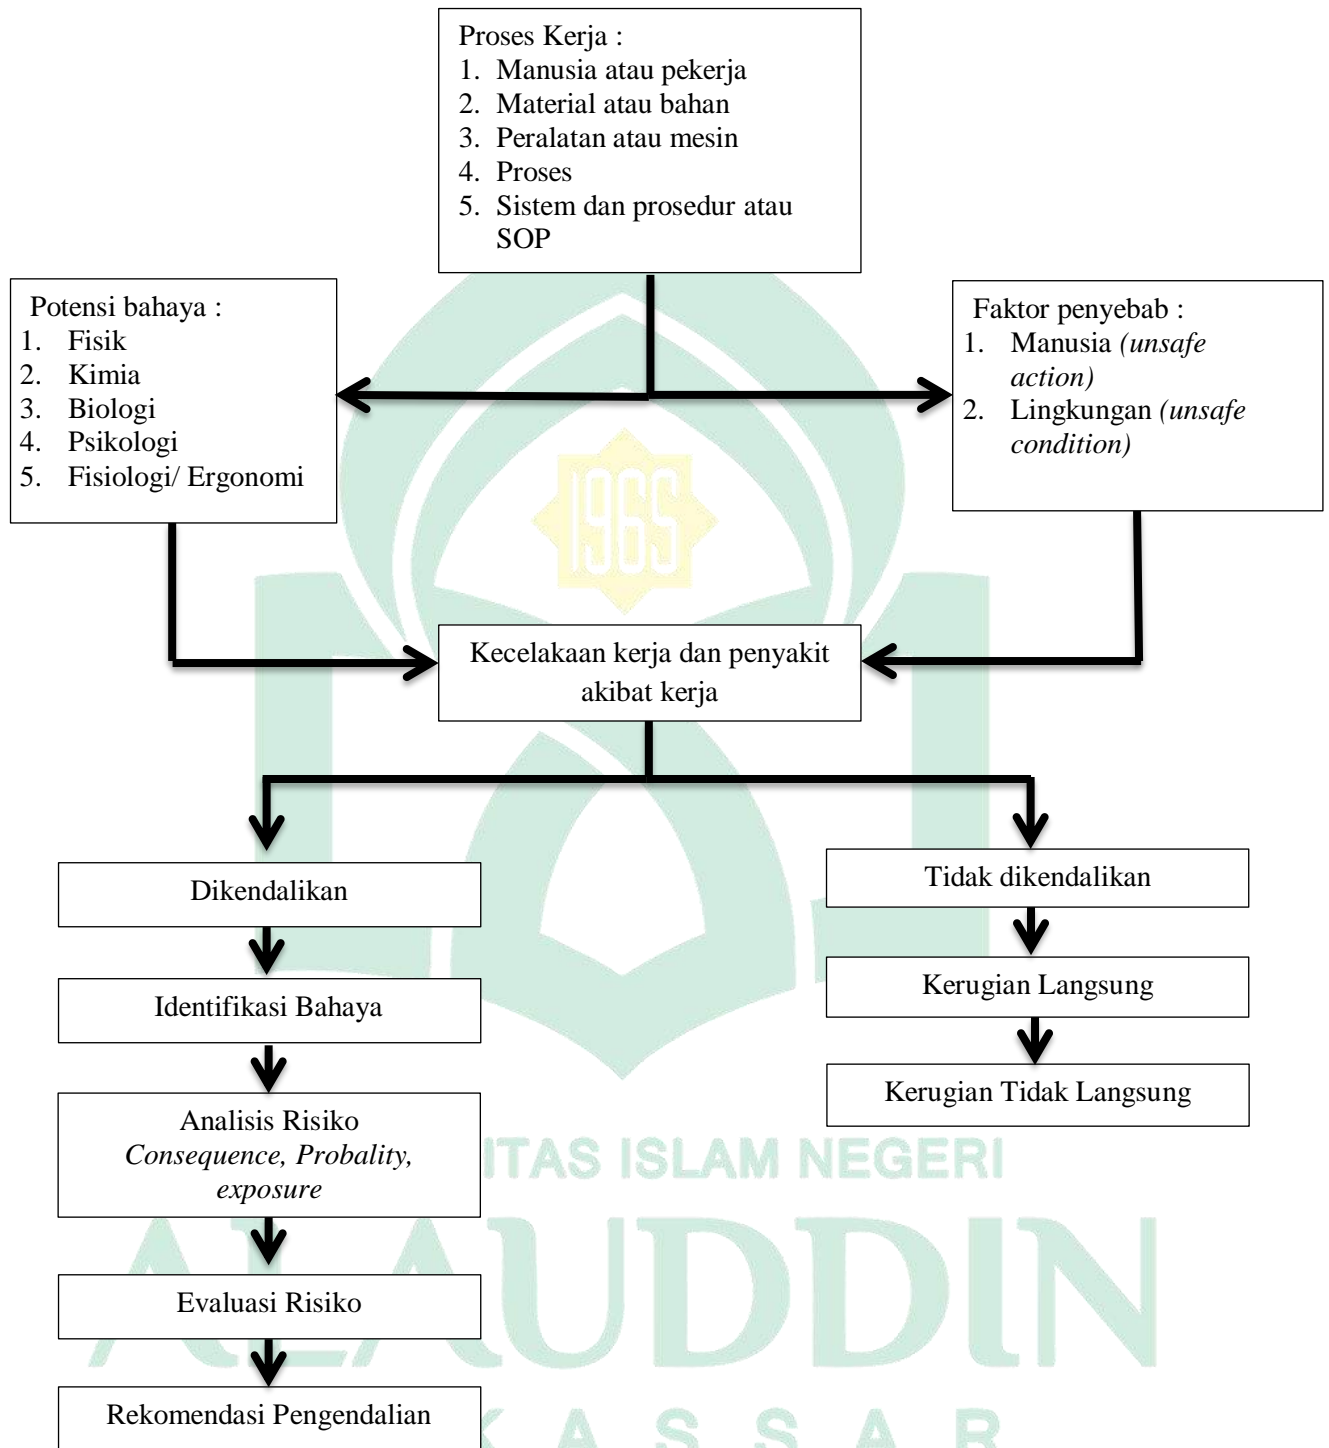 Proses Kerja :
1. Manusia atau pekerja
2. Material atau bahan
3. Peralatan atau mesin
4. Proses
5. Sistem dan prosedur atau
SOP
Potensi bahaya :
1. Fisik
2. Kimia
3. Biologi
4. Psikologi
5. Fisiologi/ Ergonomi
Faktor penyebab :
1. Manusia (unsafe
action)
2. Lingkungan (unsafe
condition)
1965
Kecelakaan kerja dan penyakit
akibat kerja
Dikendalikan
Tidak dikendalikan
Identifikasi Bahaya
Kerugian Langsung
Analisis Risiko
Consequence, Probality,
exposure
Kerugian Tidak Langsung
ITAS ISLAM NEGERI
ALAUDDIN
Evaluasi Risiko
Rekomendasi Pengendalian
K A S S A R